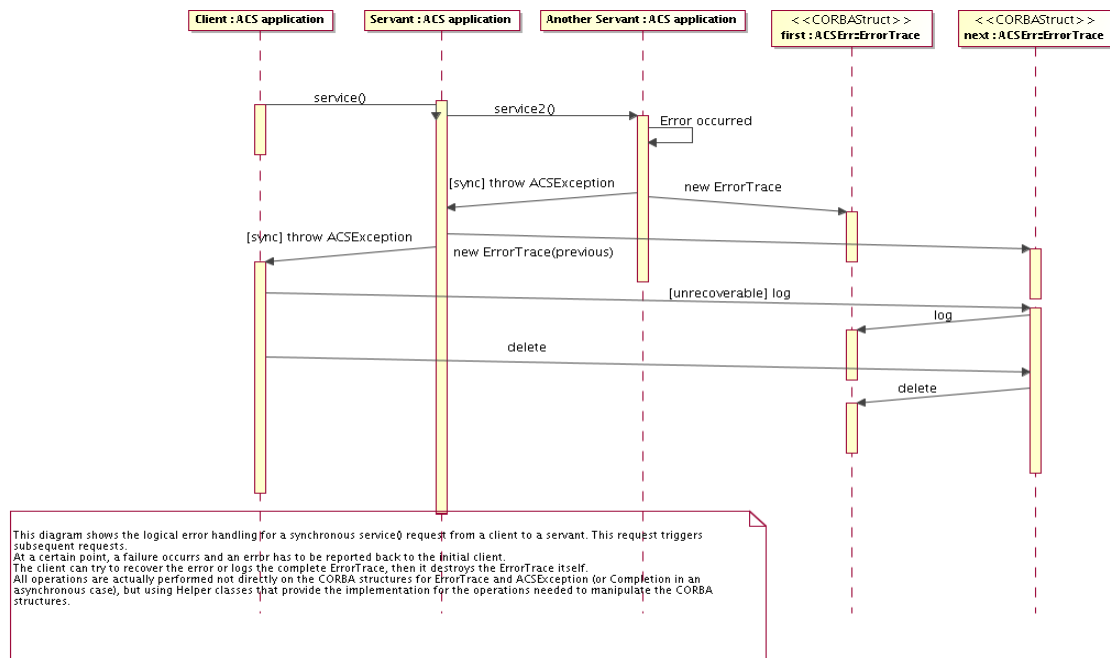 Client : ACS application
Servant : ACS application
Another Servant : ACS application
<<CORBAStruct>>
first : ACSErr::ErrorTrace
<<CORBAStruct>>
next : ACSErr::ErrorTrace
service()
service2()
Error occurred
[sync] throw ACSException
new ErrorTrace
[sync] throw ACSException
new ErrorTrace(previous)
[unrecoverable] log
log
delete
delete
This diagram shows the logical error handling for a synchronous service() request from a client to a servant. This request triggers
subsequent requests.
At a certain point, a failure occurrs and an error has to be reported back to the initial client.
The client can try to recover the error or logs the complete ErrorTrace, then it destroys the ErrorTrace itself.
All operations are actually performed not directly on the CORBA structures for ErrorTrace and ACSException (or Completion in an
asynchronous case), but using Helper classes that provide the implementation for the operations needed to manipulate the CORBA
structures.